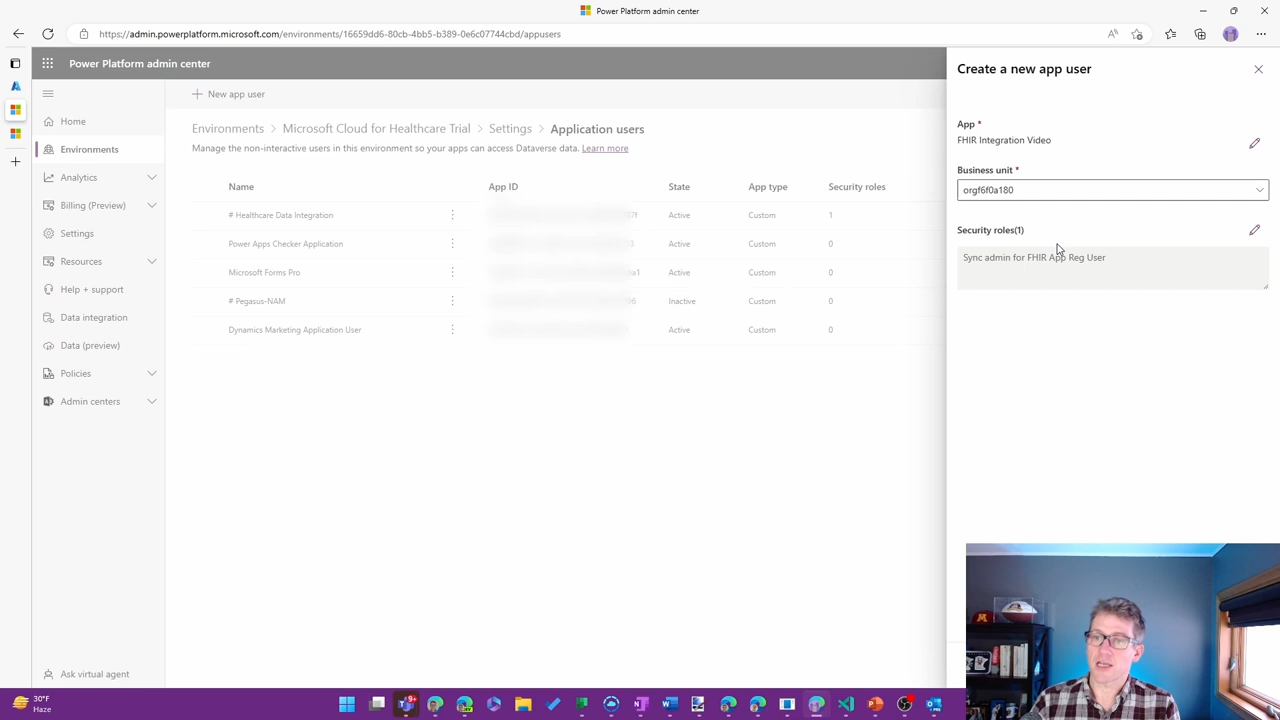 Power Platform admin center
https://admin.powerplatform.microsoft.com/environments/16659dd6-80cb-4bb5-b389-0e6c07744cbd/appusers
Power Platform admin center
Home
Environments
Analytics
Billing (Preview)
Settings
Resources
Help + support
Data integration
Data (preview)
Policies
Admin centers
Ask virtual agent
New app user
Environments > Microsoft Cloud for Healthcare Trial > Settings > Application users
Manage the non-interactive users in this environment so your apps can access Dataverse data. Learn more
Name App ID State App type Security roles
# Healthcare Data Integration Active Custom 1
Power Apps Checker Application Active Custom 0
Microsoft Forms Pro Active Custom 0
# Pegasus-NAM Inactive Custom 0
Dynamics Marketing Application User Active Custom 0
Create a new app user
App *
FHIR Integration Video
Business unit *
orgf6f0a180
Security roles(1)
Sync admin for FHIR App Reg User
30°F
Haze